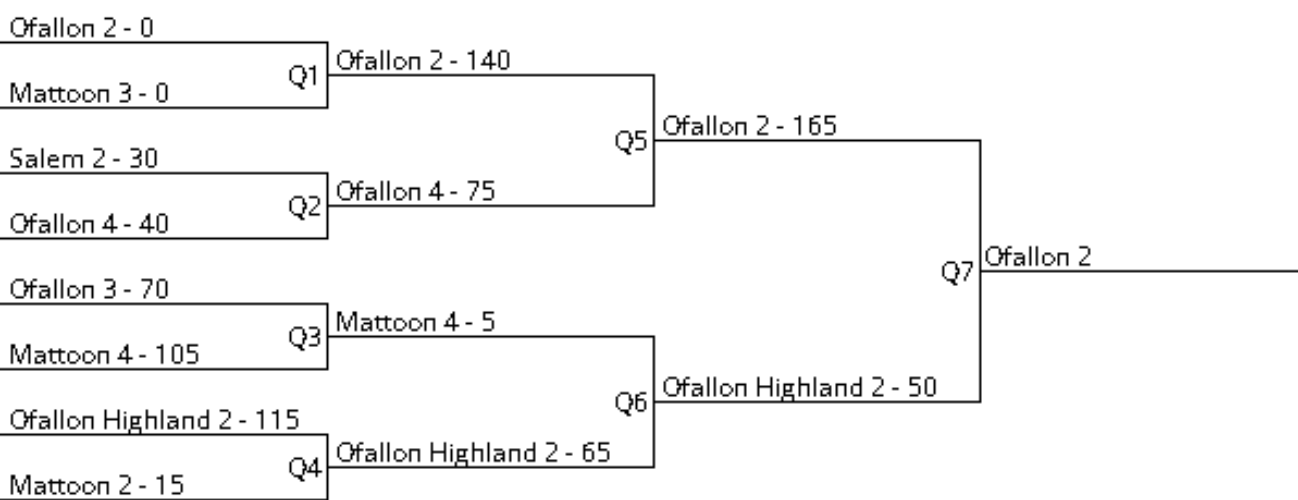 Ofallon 2 - 0
Q1
Ofallon 2 - 140
Mattoon 3 - 0
Q5
Ofallon 2 - 165
Salem 2 - 30
Q2
Ofallon 4 - 75
Ofallon 4 - 40
Q7
Ofallon 2
Ofallon 3 - 70
Q3
Mattoon 4 - 5
Mattoon 4 - 105
Q6
Ofallon Highland 2 - 50
Ofallon Highland 2 - 115
Q4
Ofallon Highland 2 - 65
Mattoon 2 - 15